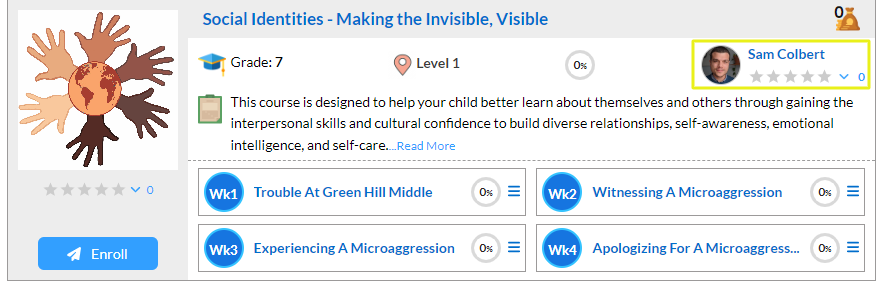 Social Identities - Making the Invisible, Visible
0
Grade: 7
Level 1
0%
Sam Colbert
0
This course is designed to help your child better learn about themselves and others through gaining the
interpersonal skills and cultural confidence to build diverse relationships, self-awareness, emotional
intelligence, and self-care....Read More
0
Enroll
Wk1 Trouble At Green Hill Middle 0%
Wk2 Witnessing A Microaggression 0%
Wk3 Experiencing A Microaggression 0%
Wk4 Apologizing For A Microaggress... 0%